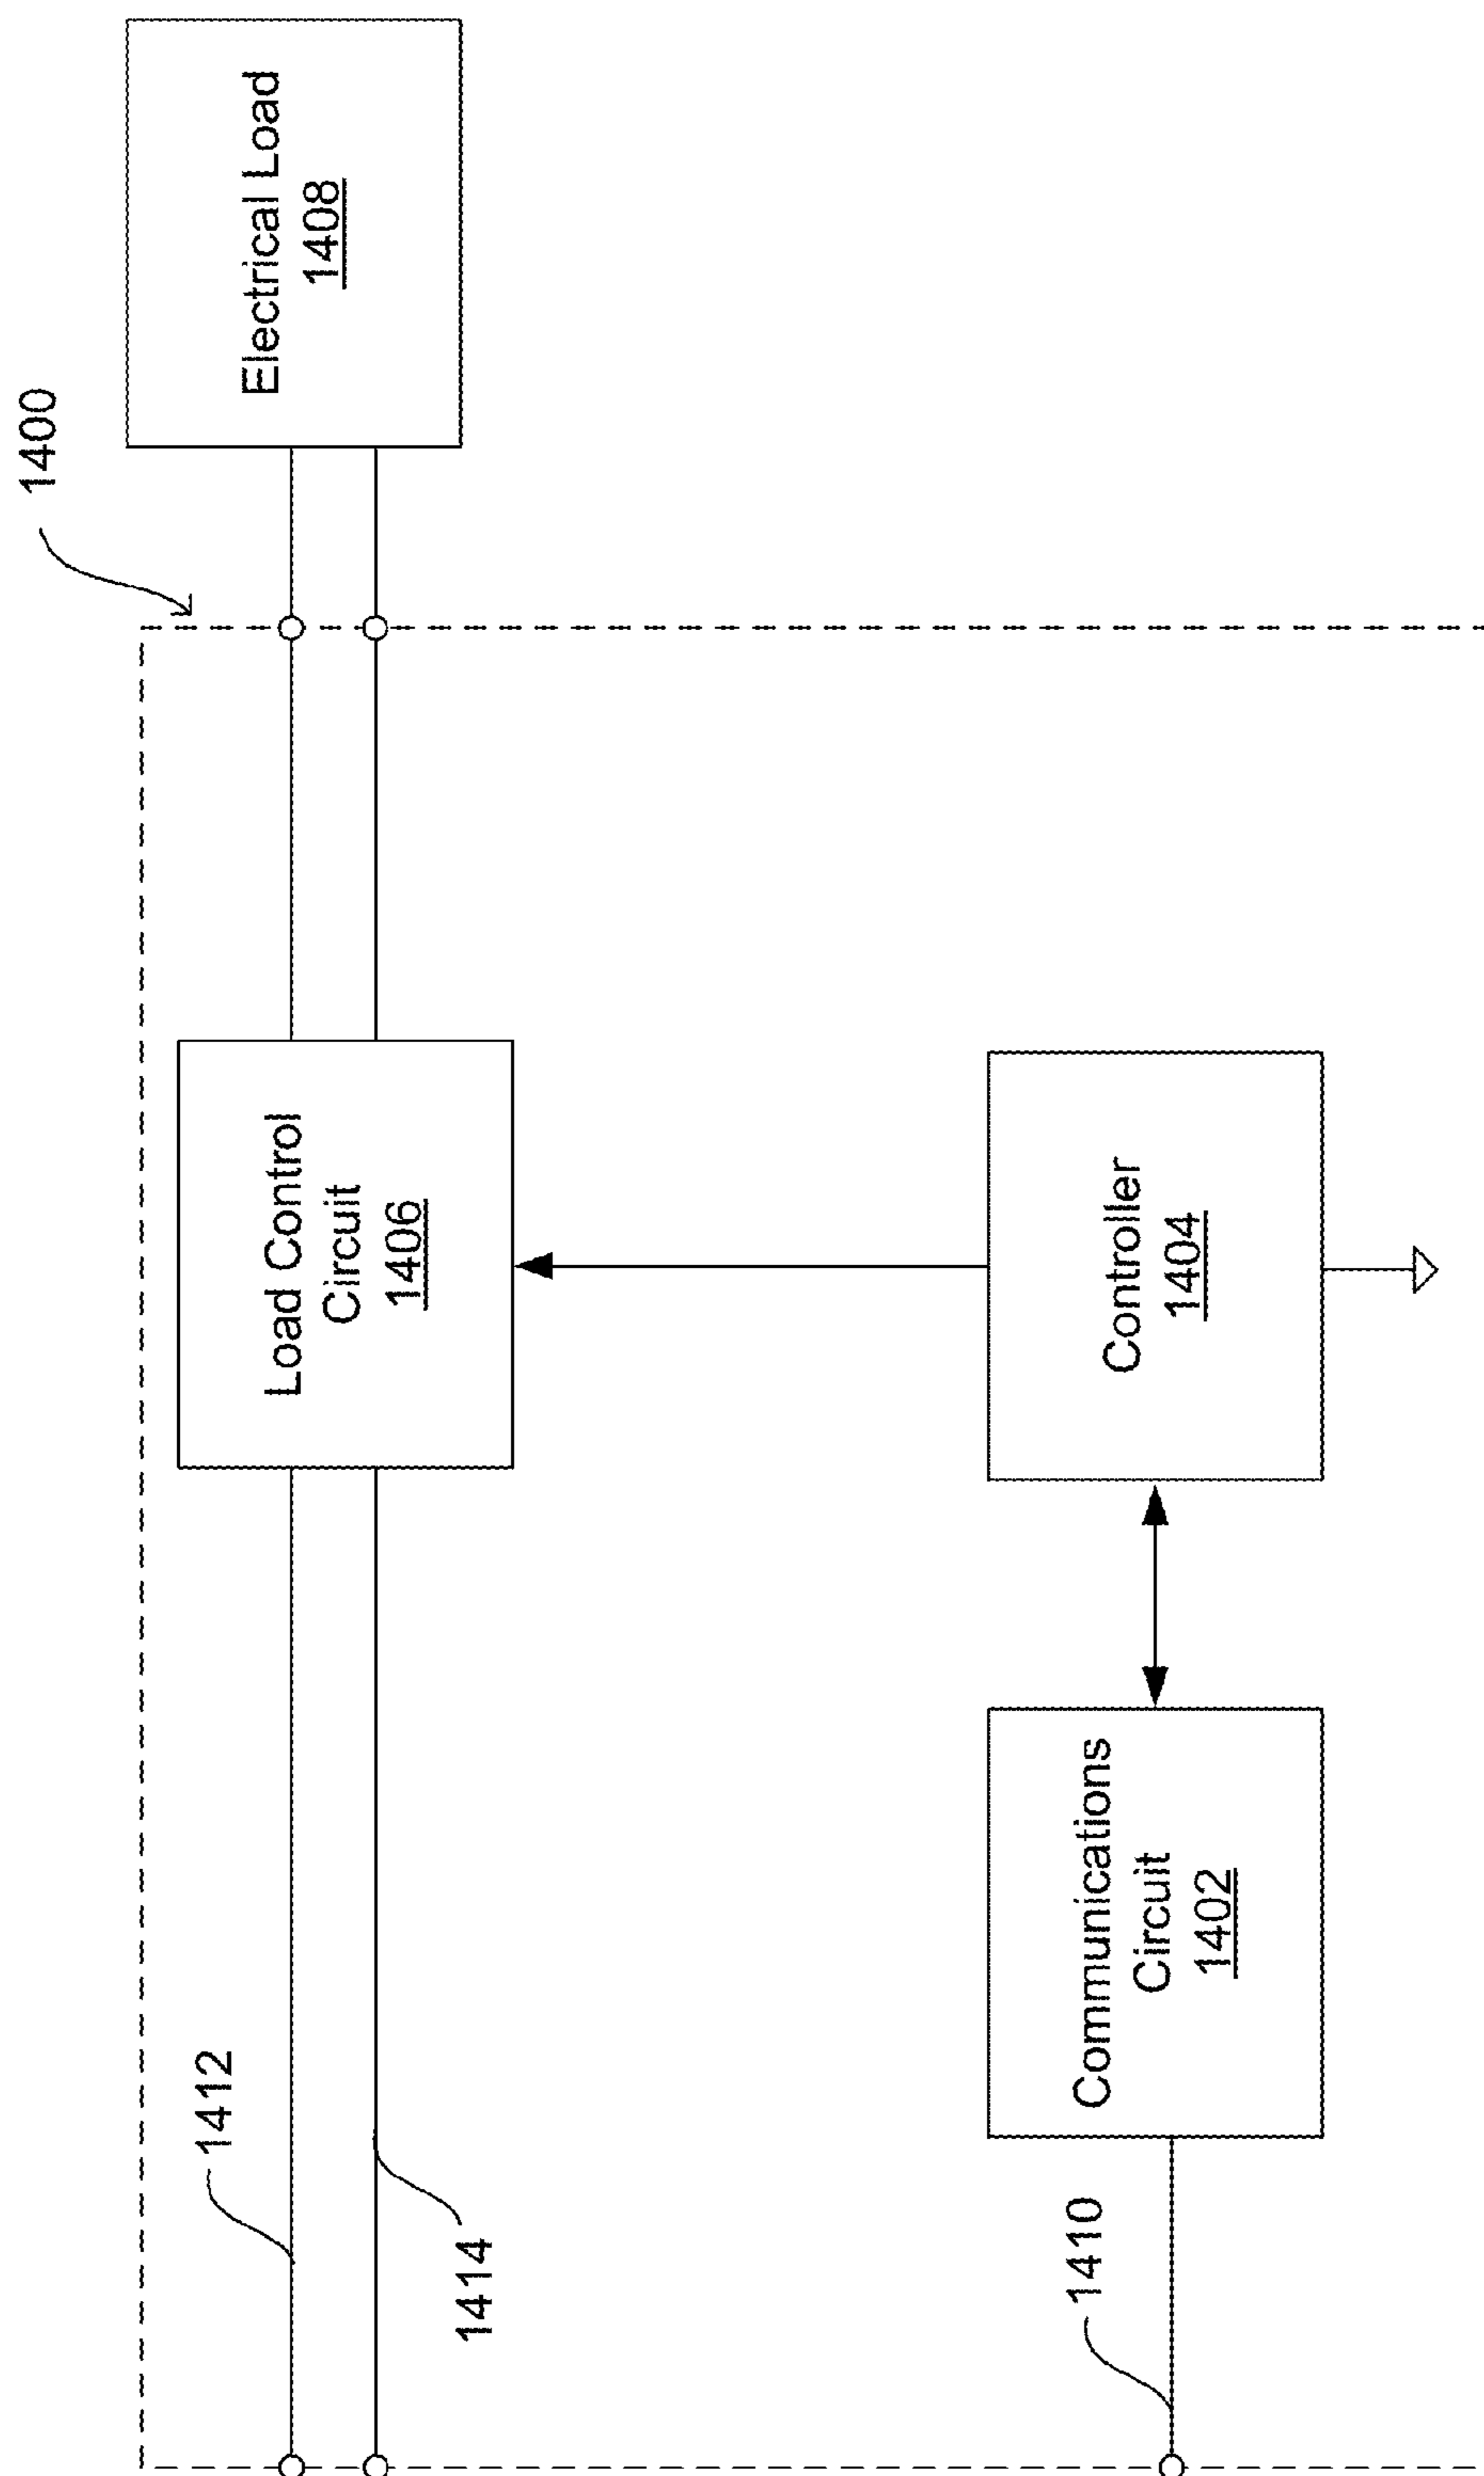 1400
Electrical Load
1408
Load Control
Circuit
1406
1412
1414
Controller
1404
Communications
Circuit
1402
1410